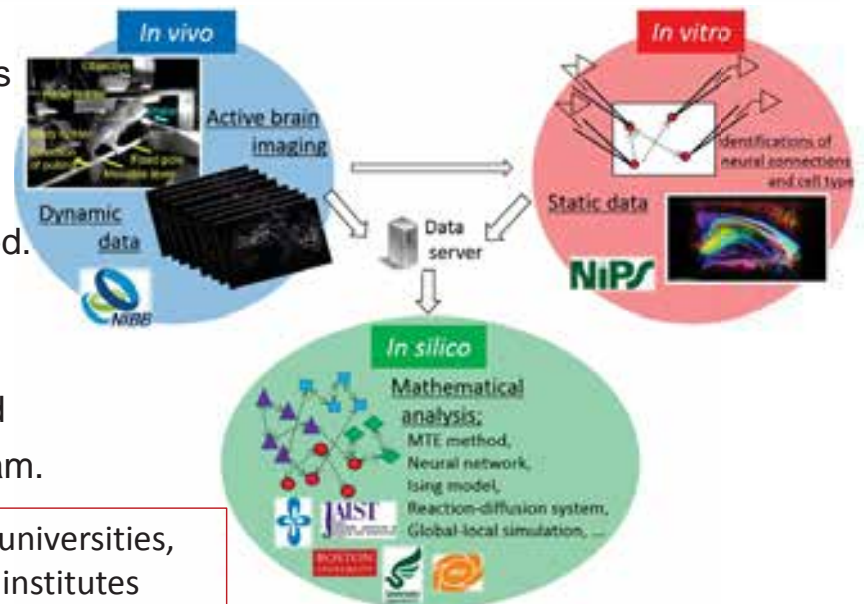 In vivo
In vitro
s
Objective
Active brain
imaging
Fixed pole
Movable lever
Identifications of
neural connections
and cell type
Dynamic
data
Static data
Data
server
d.
NIBB
NiPS
In silico
Mathematical
analysis;
MTE method,
Neural network,
Ising model,
Reaction-diffusion system,
Global-local simulation, ...
d
am.
JAIST
BOSTON
UNIVERSITY
universities,
institutes